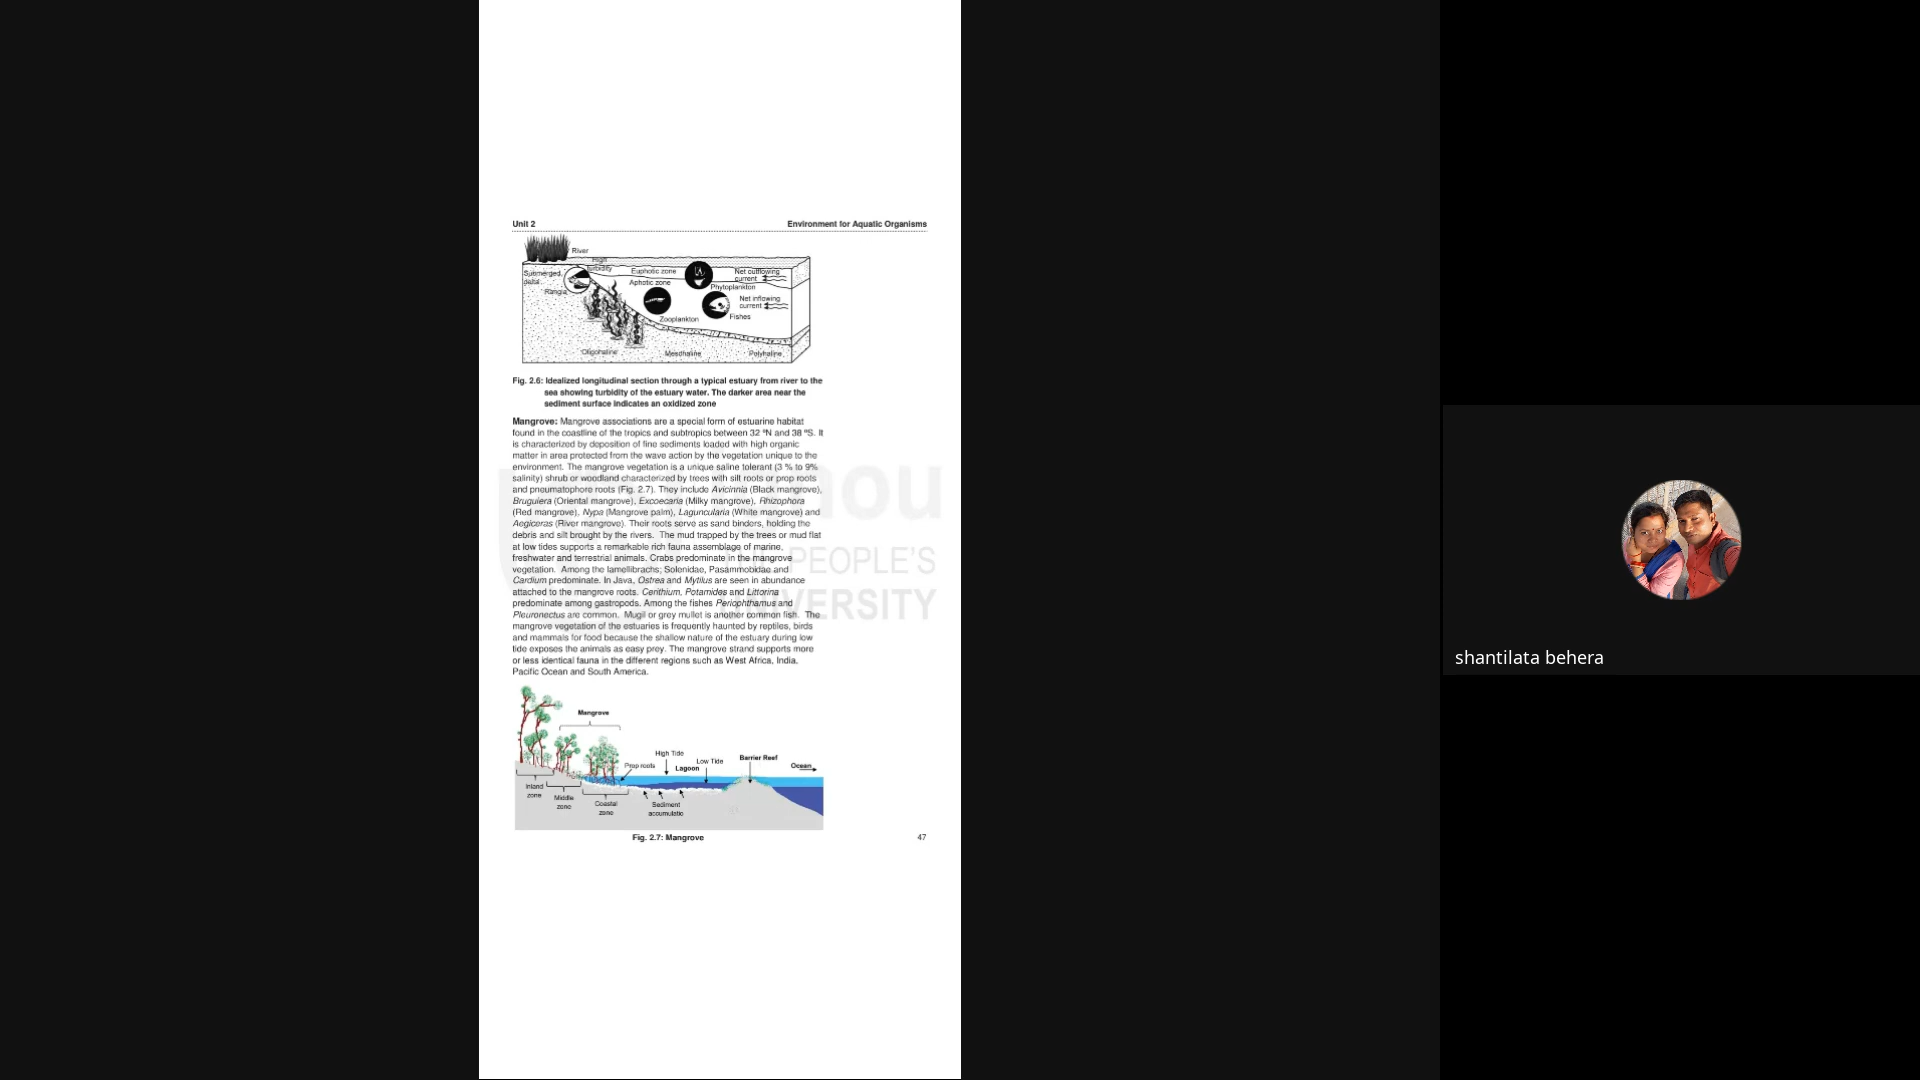 Unit 2
Environment for Aquatic Organisms
River
High
turbidity
Submerged
delta
Rangia
Euphotic zone
Aphotic zone
Net outflowing
current
Phytoplankton
Net inflowing
current
Zooplankton
Fishes
Oligohaline
Mesohaline
Polyhaline
Fig. 2.6: Idealized longitudinal section through a typical estuary from river to the
sea showing turbidity of the estuary water. The darker area near the
sediment surface indicates an oxidized zone
Mangrove: Mangrove associations are a special form of estuarine habitat
found in the coastline of the tropics and subtropics between 32 ºN and 38 ºS. It
is characterized by deposition of fine sediments loaded with high organic
matter in area protected from the wave action by the vegetation unique to the
environment. The mangrove vegetation is a unique saline tolerant (3 % to 9%
salinity) shrub or woodland characterized by trees with silt roots or prop roots
and pneumatophore roots (Fig. 2.7). They include Avicinnia (Black mangrove),
Bruguiera (Oriental mangrove), Excoecaria (Milky mangrove), Rhizophora
(Red mangrove), Nypa (Mangrove palm), Laguncularia (White mangrove) and
Aegiceras (River mangrove). Their roots serve as sand binders, holding the
debris and silt brought by the rivers. The mud trapped by the trees or mud flat
at low tides supports a remarkable rich fauna assemblage of marine,
freshwater and terrestrial animals. Crabs predominate in the mangrove
vegetation. Among the lamellibrachs; Solenidae, Pasammobidae and
Cardium predominate. In Java, Ostrea and Mytilus are seen in abundance
attached to the mangrove roots. Cerithium, Potamides and Littorina
predominate among gastropods. Among the fishes Periophthamus and
Pleuronectus are common. Mugil or grey mullet is another common fish. The
mangrove vegetation of the estuaries is frequently haunted by reptiles, birds
and mammals for food because the shallow nature of the estuary during low
tide exposes the animals as easy prey. The mangrove strand supports more
or less identical fauna in the different regions such as West Africa, India,
Pacific Ocean and South America.
PEOPLE'S
UNIVERSITY
Mangrove
High Tide
Low Tide
Barrier Reef
Prop roots
Lagoon
Ocean
Inland
zone
Middle
zone
Coastal
zone
Sediment
accumulatio
Fig. 2.7: Mangrove
47
shantilata behera